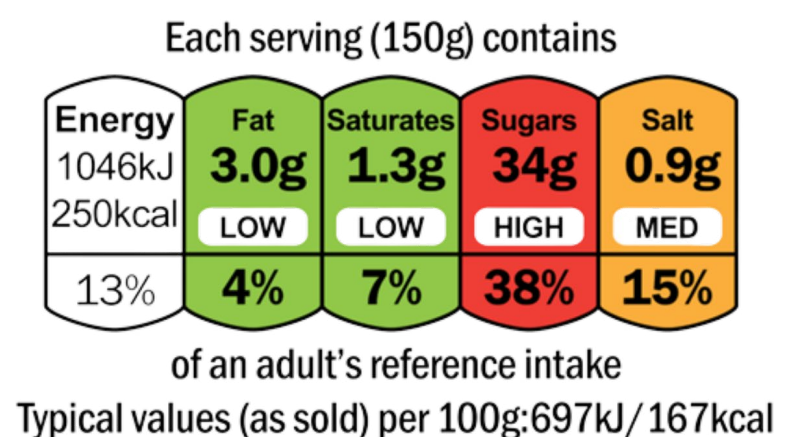 Each serving (150g) contains
Energy Fat Saturates Sugars Salt
1046kJ 3.0g 1.3g 34g 0.9g
250kcal LOW LOW HIGH MED
13% 4% 7% 38% 15%
of an adult's reference intake
Typical values (as sold) per 100g:697kJ/167kcal